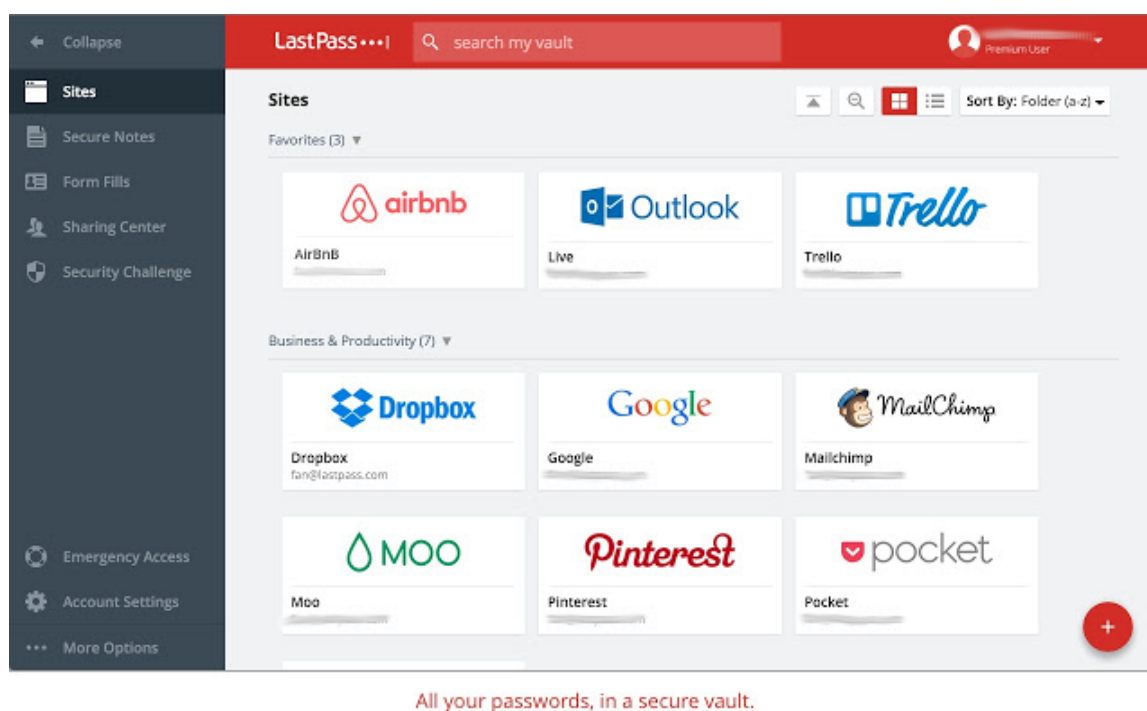 Collapse
LastPass•••|
search my vault
Premium User
Sites
Secure Notes
Form Fills
Sharing Center
Security Challenge
Emergency Access
Account Settings
More Options
Sites
Sort By: Folder (a-z)
Favorites (3)
airbnb
AirBnB
Outlook
Live
Trello
Trello
Business & Productivity (7)
Dropbox
Dropbox
fan@lastpass.com
Google
Google
MailChimp
Mailchimp
MOO
Moo
Pinterest
Pinterest
pocket
Pocket
+
All your passwords, in a secure vault.